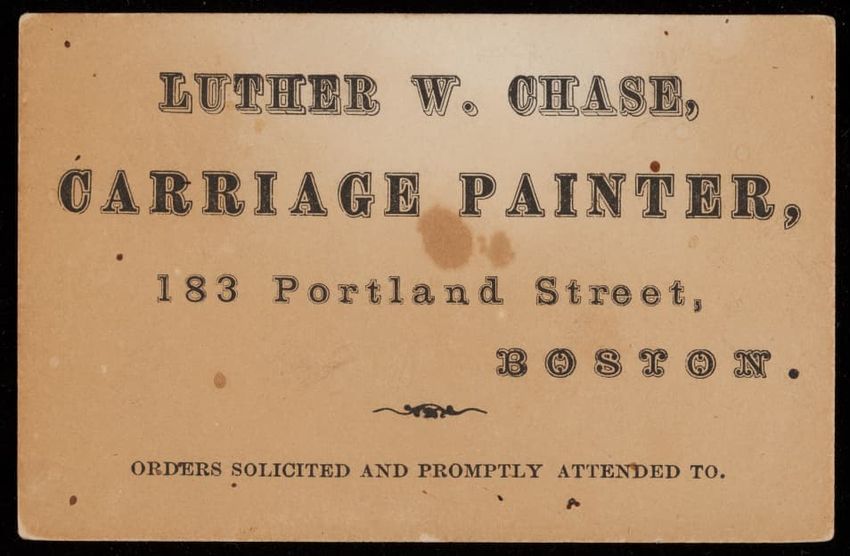 LUTHER W. CHASE,
CARRIAGE PAINTER,
183 Portland Street,
BOSTON.
ORDERS SOLICITED AND PROMPTLY ATTENDED TO.